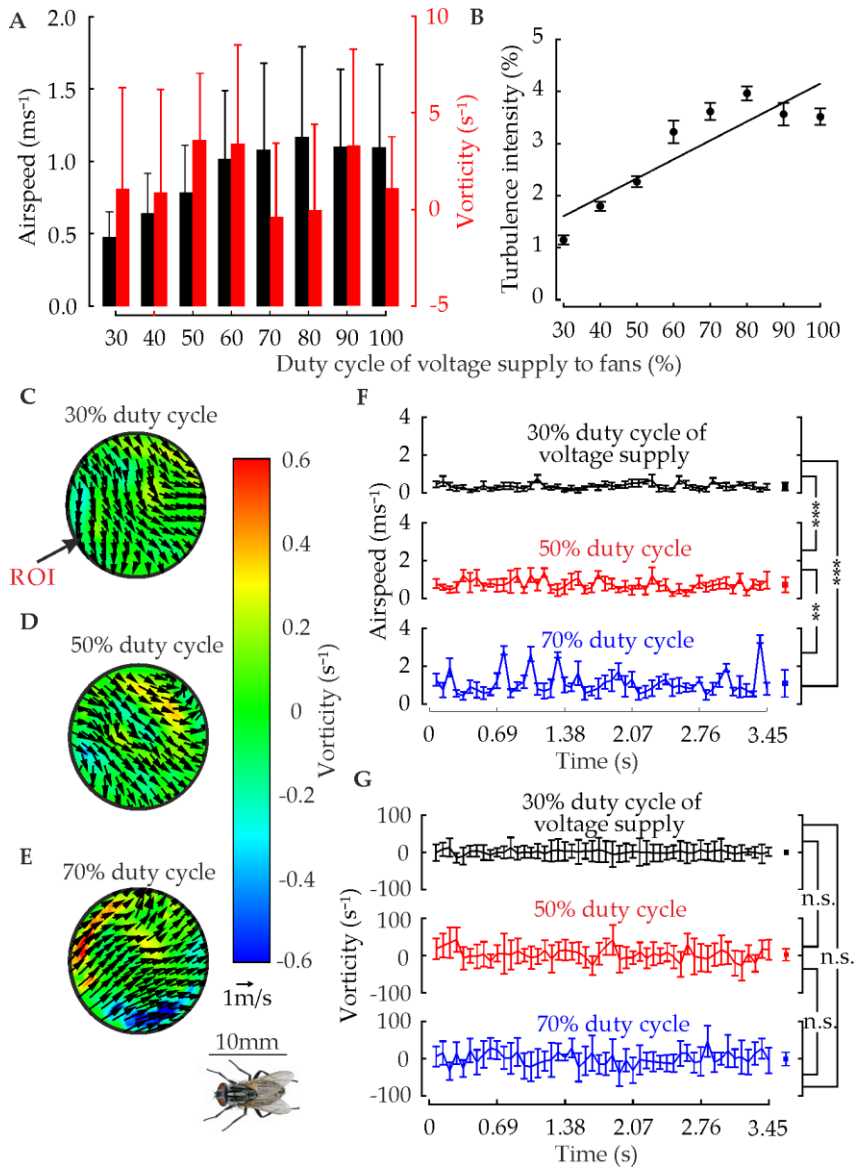 A
2.0
1.5
1.0
0.5
0.0
Airspeed (ms⁻¹)
10
5
0
-5
Vorticity (s⁻¹)
30 40 50 60 70 80 90 100
B
5
4
3
2
1
0
Turbulence intensity (%)
30 40 50 60 70 80 90 100
Duty cycle of voltage supply to fans (%)
C
30% duty cycle
ROI
D
50% duty cycle
E
70% duty cycle
0.6
0.4
0.2
0
-0.2
-0.4
-0.6
Vorticity (s⁻¹)
1m/s
10mm
F
4
2
0
30% duty cycle of
voltage supply
4
2
0
50% duty cycle
4
2
0
70% duty cycle
Airspeed (ms⁻¹)
***
**
***
0 0.69 1.38 2.07 2.76 3.45
Time (s)
G
100
0
-100
30% duty cycle of
voltage supply
100
0
-100
50% duty cycle
100
0
-100
70% duty cycle
Vorticity (s⁻¹)
n.s.
n.s.
n.s.
0 0.69 1.38 2.07 2.76 3.45
Time (s)